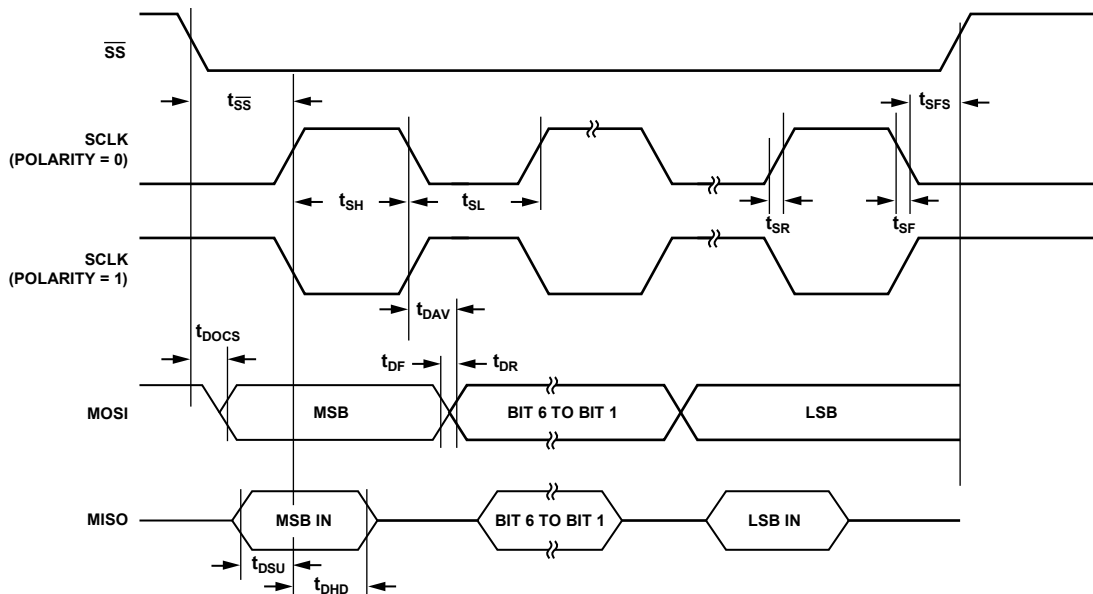 SS
tSS
tSFS
SCLK
(POLARITY = 0)
tSH
tSL
tSR
tSF
SCLK
(POLARITY = 1)
tDAV
tDOCS
tDF
tDR
MOSI
MSB
BIT 6 TO BIT 1
LSB
MISO
MSB IN
BIT 6 TO BIT 1
LSB IN
tDSU
tDHD